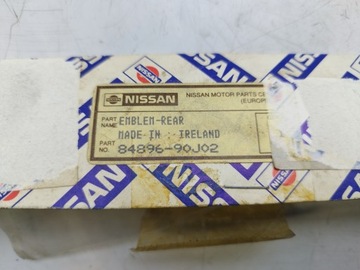 NISSAN
NISSAN MOTOR PARTS CE
(EUROP
PART NAME EMBLEM-REAR
MADE IN : IRELAND
PART NO. 84896-90J02
NISSAN
NISSAN
NISSAN